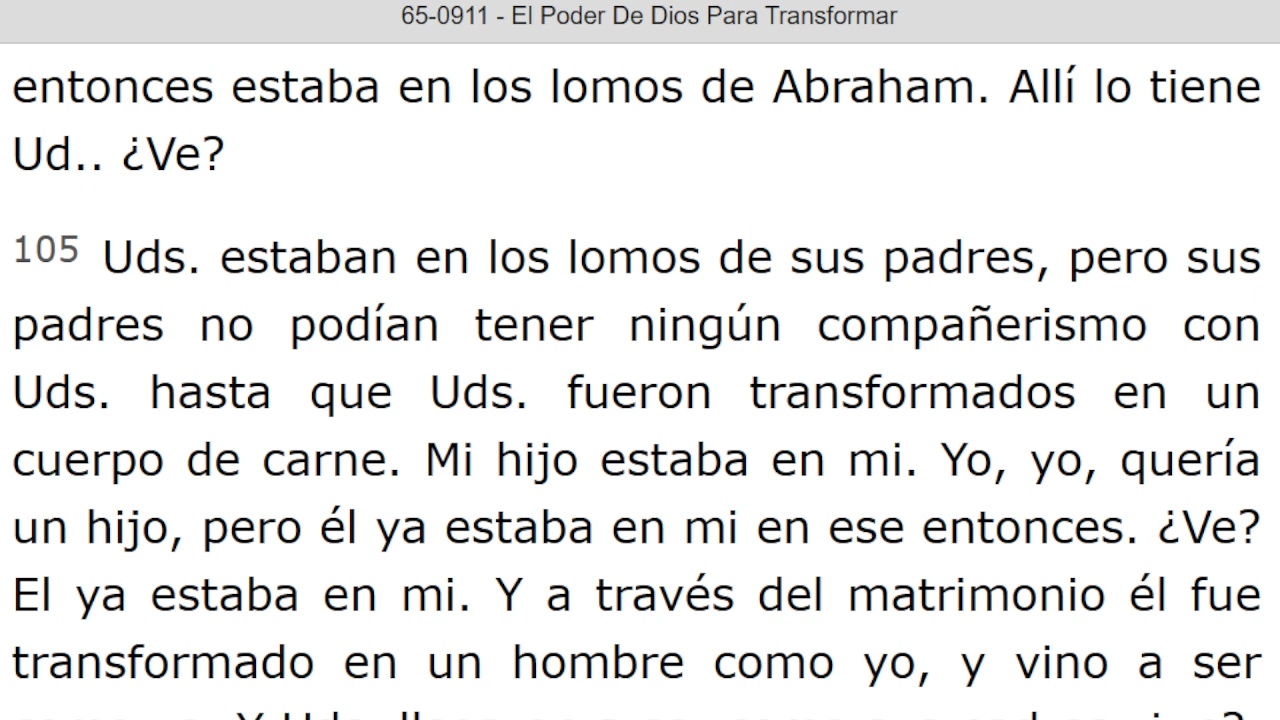 65-0911 - El Poder De Dios Para Transformar
entonces estaba en los lomos de Abraham. Allí lo tiene
Ud.. ¿Ve?
105 Uds. estaban en los lomos de sus padres, pero sus
padres no podían tener ningún compañerismo con
Uds. hasta que Uds. fueron transformados en un
cuerpo de carne. Mi hijo estaba en mi. Yo, yo, quería
un hijo, pero él ya estaba en mi en ese entonces. ¿Ve?
El ya estaba en mi. Y a través del matrimonio él fue
transformado en un hombre como yo, y vino a ser